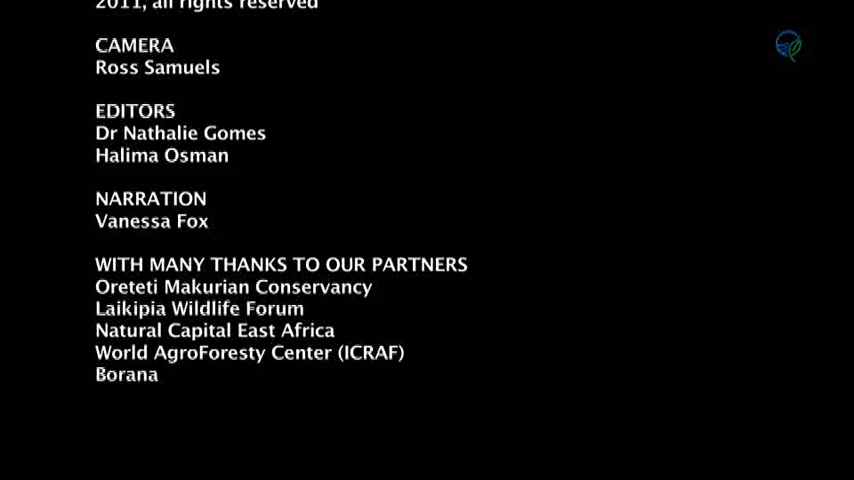 2011, all rights reserved
CAMERA
Ross Samuels
EDITORS
Dr Nathalie Gomes
Halima Osman
NARRATION
Vanessa Fox
WITH MANY THANKS TO OUR PARTNERS
Oreteti Makurian Conservancy
Laikipia Wildlife Forum
Natural Capital East Africa
World AgroForesty Center (ICRAF)
Borana